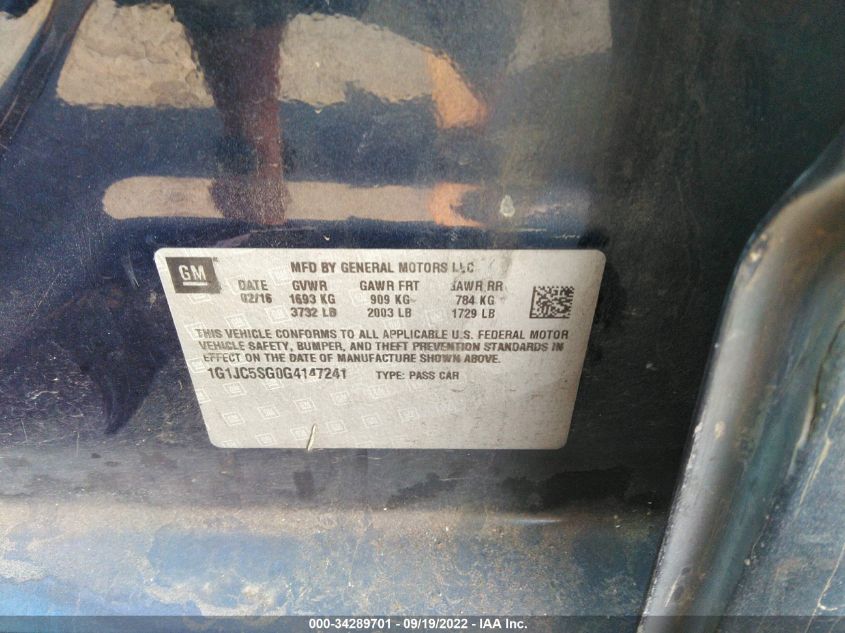 GM
MFD BY GENERAL MOTORS LLC
DATE GVWR GAWR FRT GAWR RR
02/16 1693 KG 909 KG 784 KG
3732 LB 2003 LB 1729 LB
THIS VEHICLE CONFORMS TO ALL APPLICABLE U.S. FEDERAL MOTOR
VEHICLE SAFETY, BUMPER, AND THEFT PREVENTION STANDARDS IN
EFFECT ON THE DATE OF MANUFACTURE SHOWN ABOVE.
1G1JC5SG0G4147241 TYPE: PASS CAR
000-34289701 - 09/19/2022 - IAA Inc.